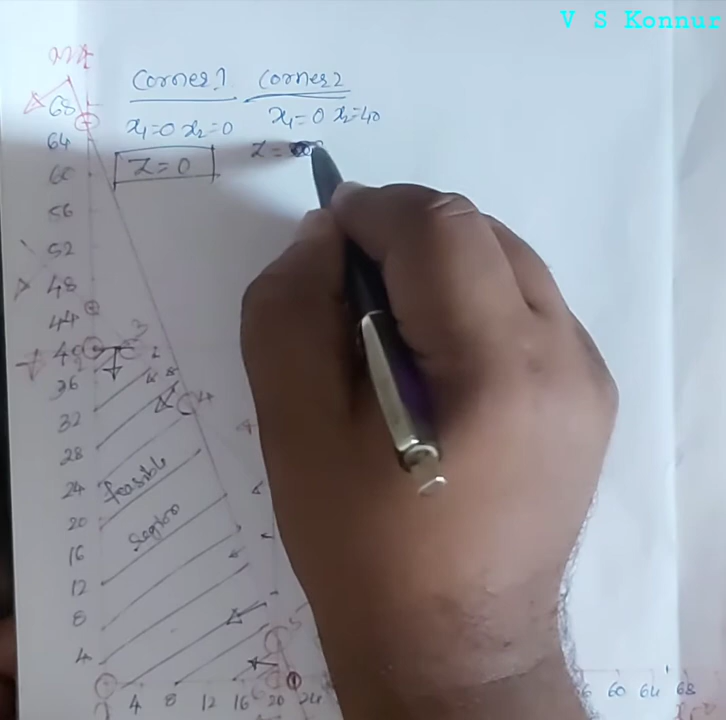 V S Konnur
Corner.1 Corner 2
x₁=0 x₂=0 x₁=0 x₂=40
Z=0 Z=
68
64
60
56
52
48
44
40
36
32
28
24
20
16
12
8
4
feasible
region
4 8 12 16 20 24 60 64 68